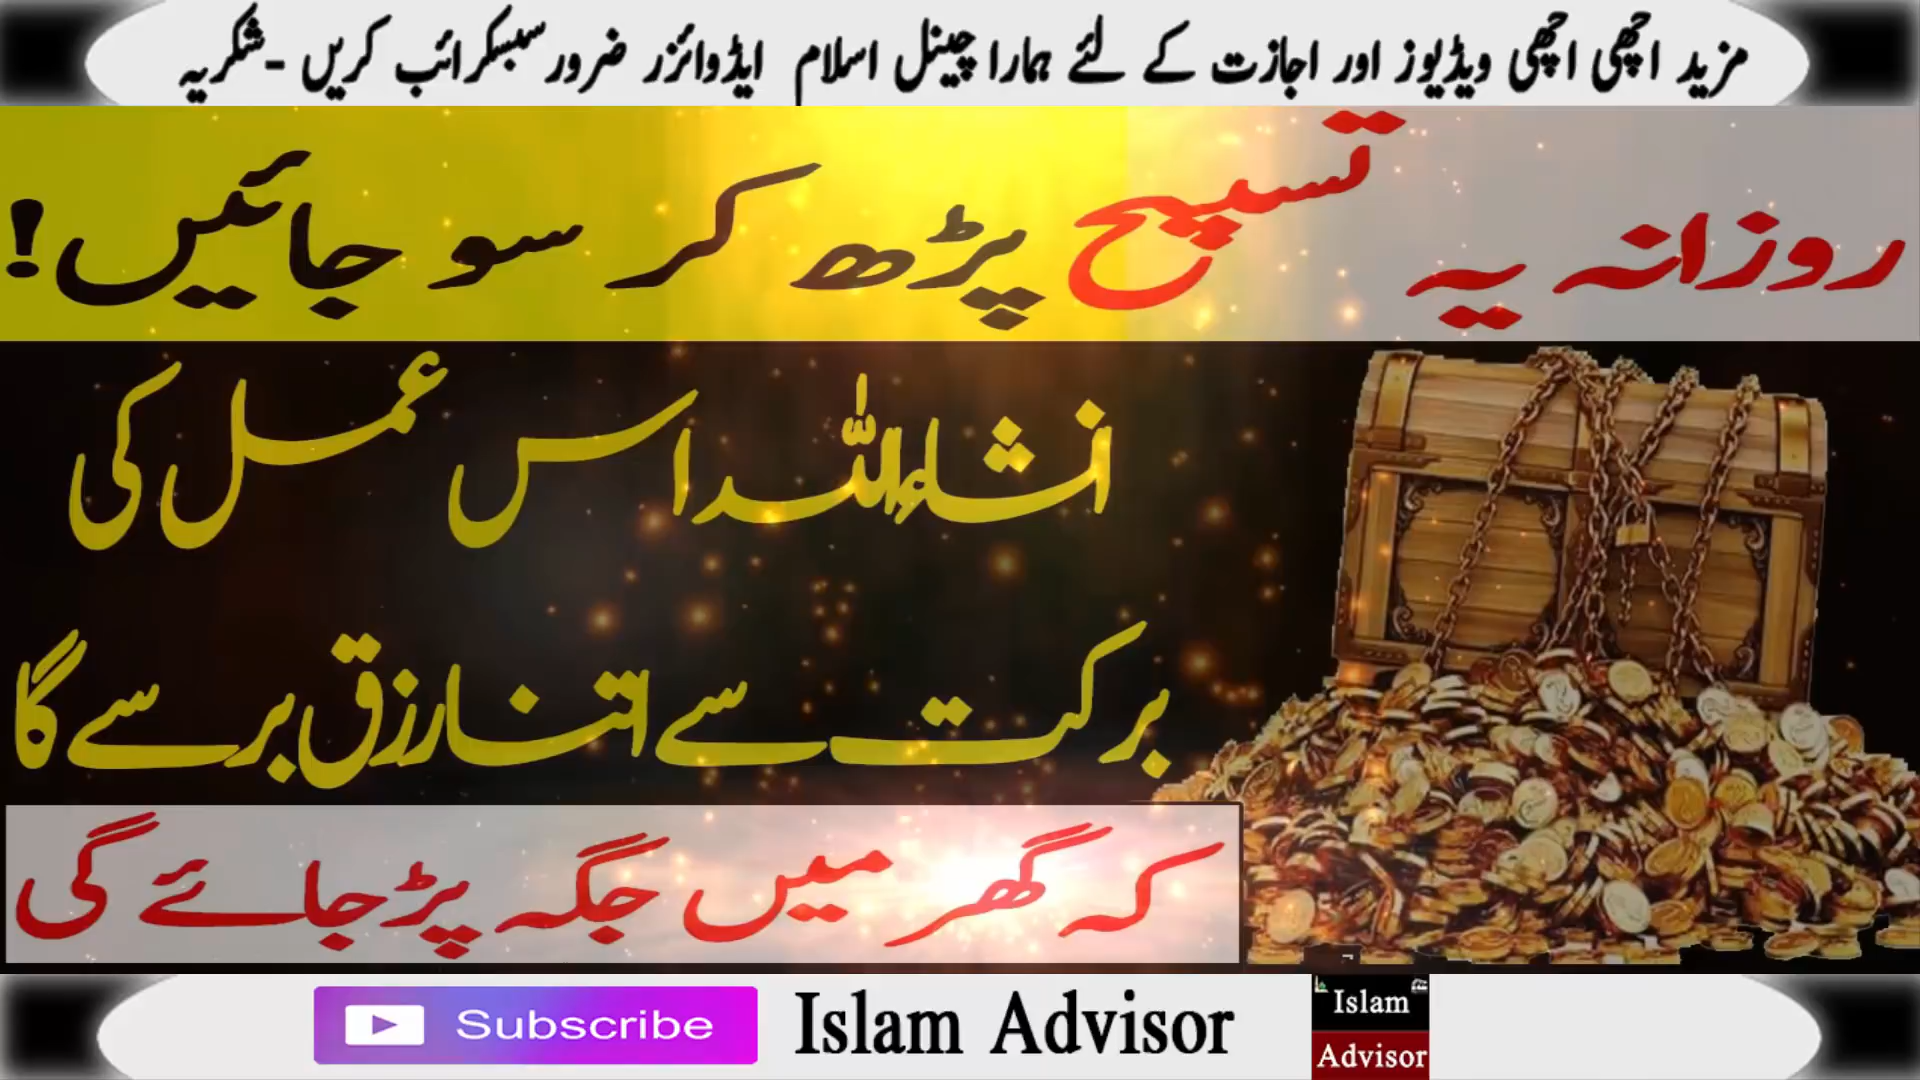 مزید اچھی اچھی ویڈیوز اور اجازت کے لئے ہمارا چینل اسلام ایڈوائزر ضرور سبسکرائب کریں -شکریہ
روزانہ یہ تسبیح پڑھ کر سو جائیں!
انشاءاللہ اس عمل کی
برکت سے اتنا رزق برسے گا
کہ گھر میں جگہ پڑ جائے گی
Subscribe
Islam Advisor
Islam
Advisor